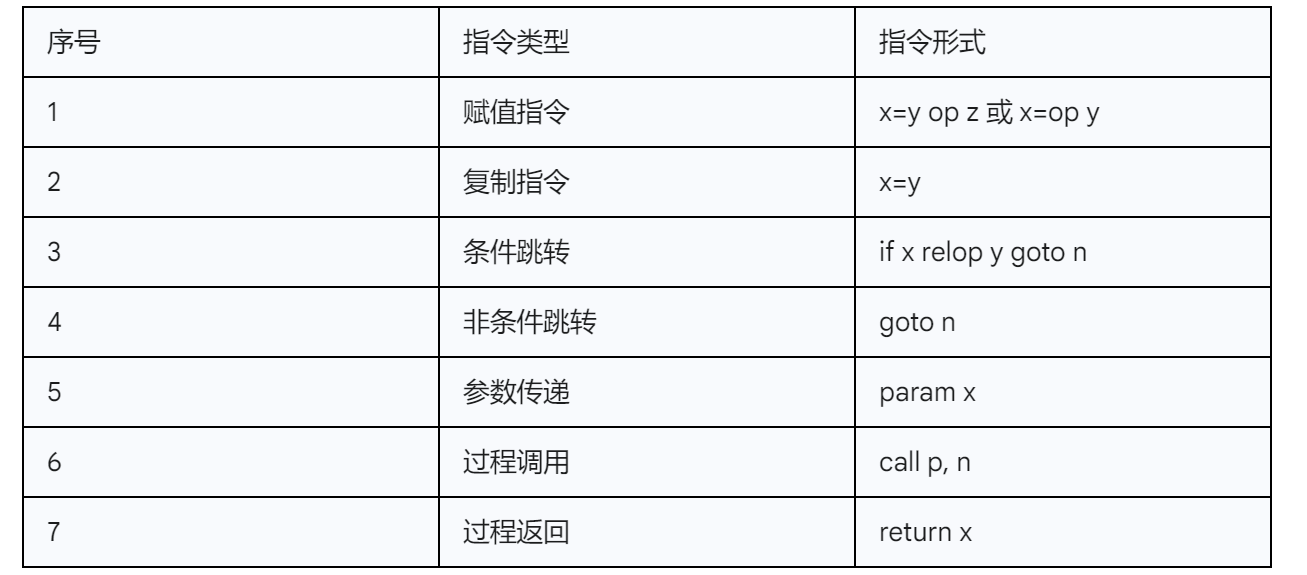 序号 指令类型 指令形式
1 赋值指令 x=y op z 或 x=op y
2 复制指令 x=y
3 条件跳转 if x relop y goto n
4 非条件跳转 goto n
5 参数传递 param x
6 过程调用 call p, n
7 过程返回 return x